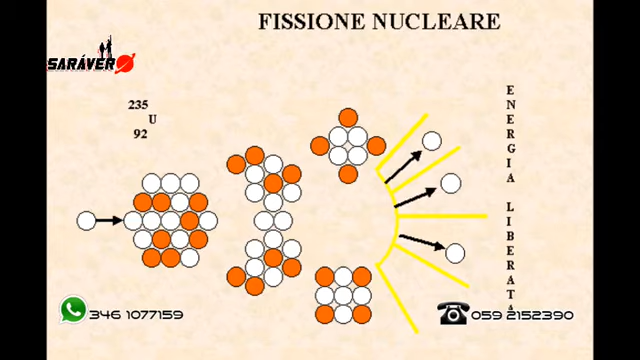 FISSIONE NUCLEARE
SARÁVERO
235
U
92
ENERGIA LIBERATA
346 1077159
059 2152390